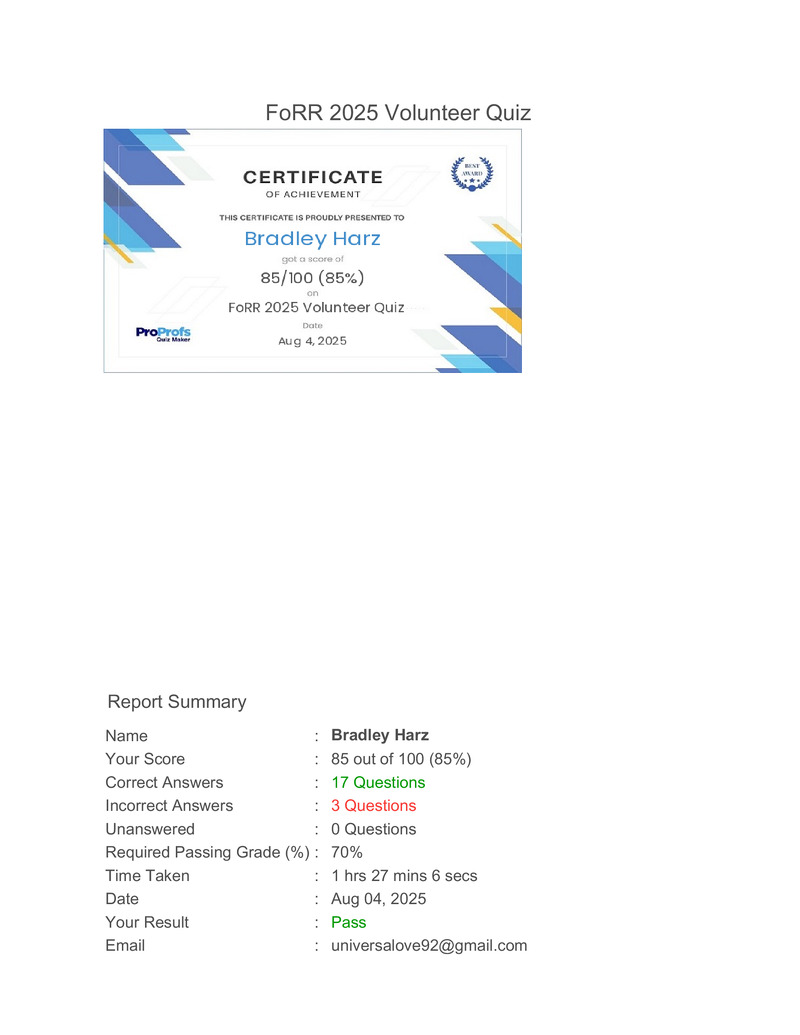 FoRR 2025 Volunteer Quiz
BEST
AWARD
CERTIFICATE
OF ACHIEVEMENT
THIS CERTIFICATE IS PROUDLY PRESENTED TO
Bradley Harz
got a score of
85/100 (85%)
on
FoRR 2025 Volunteer Quiz
Date
Aug 4, 2025
ProProfs
Quiz Maker
Report Summary
Name : Bradley Harz
Your Score : 85 out of 100 (85%)
Correct Answers : 17 Questions
Incorrect Answers : 3 Questions
Unanswered : 0 Questions
Required Passing Grade (%) : 70%
Time Taken : 1 hrs 27 mins 6 secs
Date : Aug 04, 2025
Your Result : Pass
Email : universalove92@gmail.com